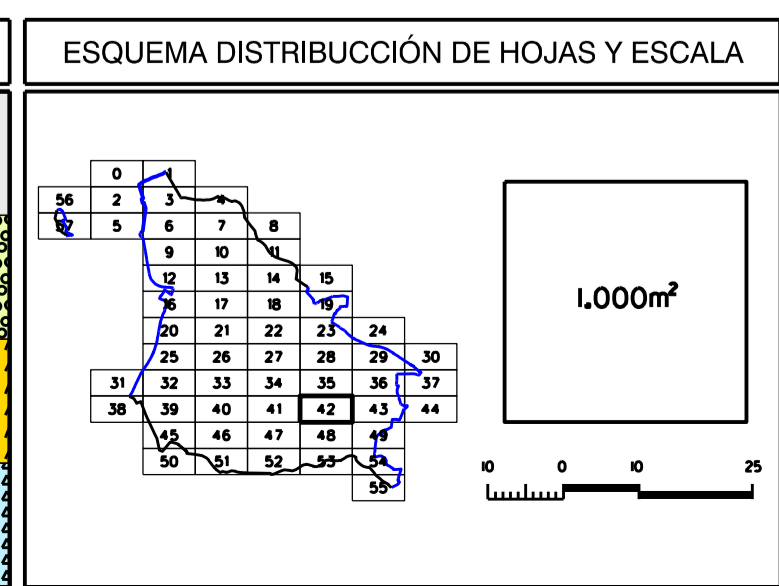 ESQUEMA DISTRIBUCCIÓN DE HOJAS Y ESCALA
0 1
56 2 3 4
57 5 6 7 8
9 10 11
12 13 14 15
16 17 18 19
20 21 22 23 24
25 26 27 28 29 30
31 32 33 34 35 36 37
38 39 40 41 42 43 44
45 46 47 48 49
50 51 52 53 54
55
1.000m²
10 0 10 25